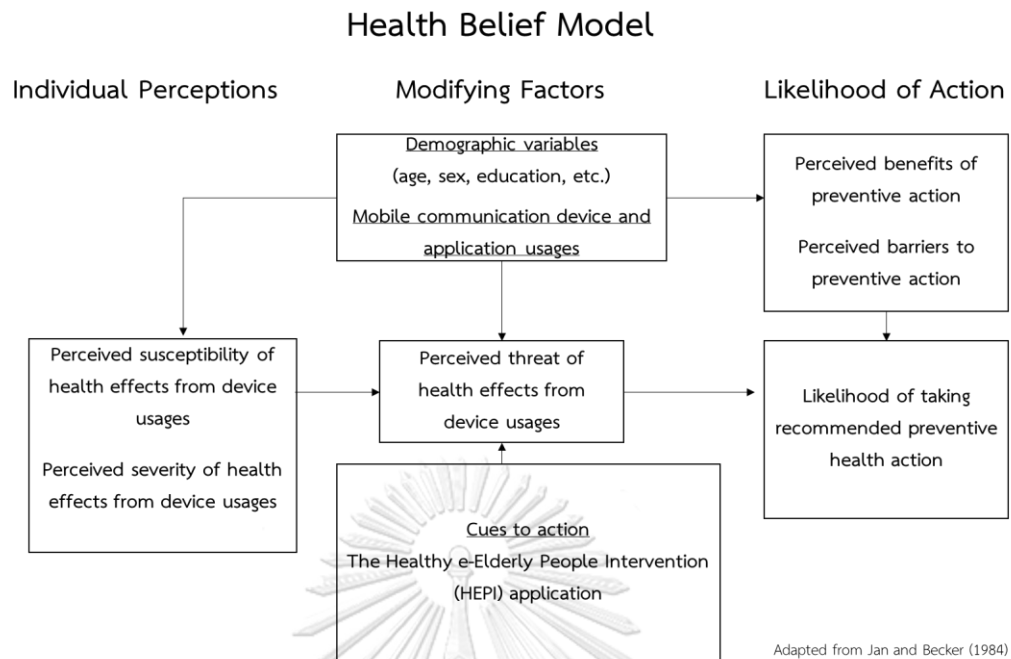 Health Belief Model
Individual Perceptions
Modifying Factors
Likelihood of Action
Demographic variables
(age, sex, education, etc.)
Mobile communication device and
application usages
Perceived benefits of
preventive action
Perceived barriers to
preventive action
Perceived susceptibility of
health effects from device
usages
Perceived severity of health
effects from device usages
Perceived threat of
health effects from
device usages
Likelihood of taking
recommended preventive
health action
Cues to action
The Healthy e-Elderly People Intervention
(HEPI) application
Adapted from Jan and Becker (1984)